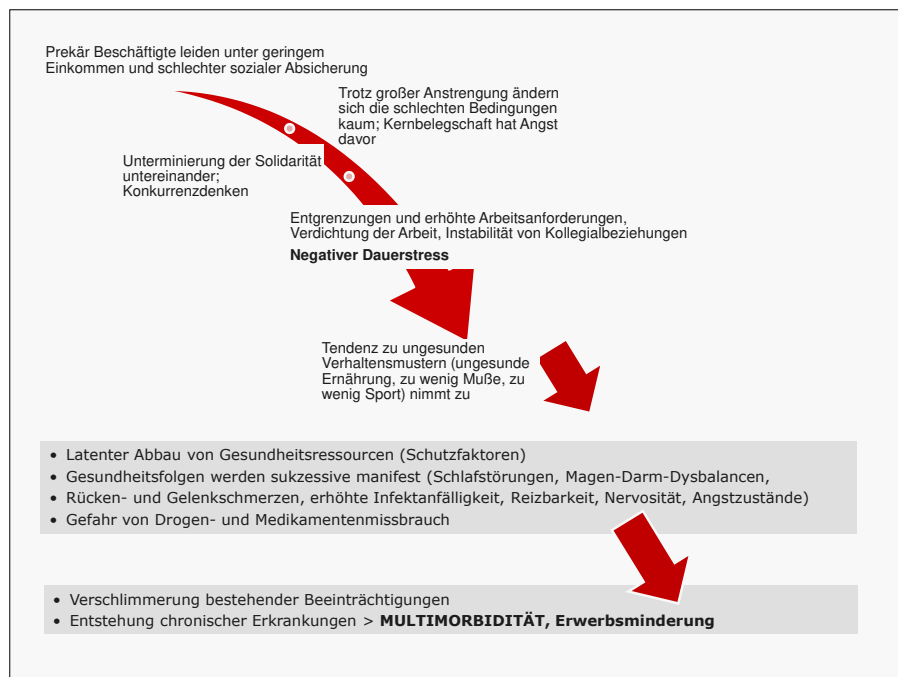 Prekär Beschäftigte leiden unter geringem
Einkommen und schlechter sozialer Absicherung
Trotz großer Anstrengung ändern
sich die schlechten Bedingungen
kaum; Kernbelegschaft hat Angst
davor
Unterminierung der Solidarität
untereinander;
Konkurrenzdenken
Entgrenzungen und erhöhte Arbeitsanforderungen,
Verdichtung der Arbeit, Instabilität von Kollegialbeziehungen
Negativer Dauerstress
Tendenz zu ungesunden
Verhaltensmustern (ungesunde
Ernährung, zu wenig Muße, zu
wenig Sport) nimmt zu
• Latenter Abbau von Gesundheitsressourcen (Schutzfaktoren)
• Gesundheitsfolgen werden sukzessive manifest (Schlafstörungen, Magen-Darm-Dysbalancen,
• Rücken- und Gelenkschmerzen, erhöhte Infektanfälligkeit, Reizbarkeit, Nervosität, Angstzustände)
• Gefahr von Drogen- und Medikamentenmissbrauch
• Verschlimmerung bestehender Beeinträchtigungen
• Entstehung chronischer Erkrankungen > MULTIMORBIDITÄT, Erwerbsminderung